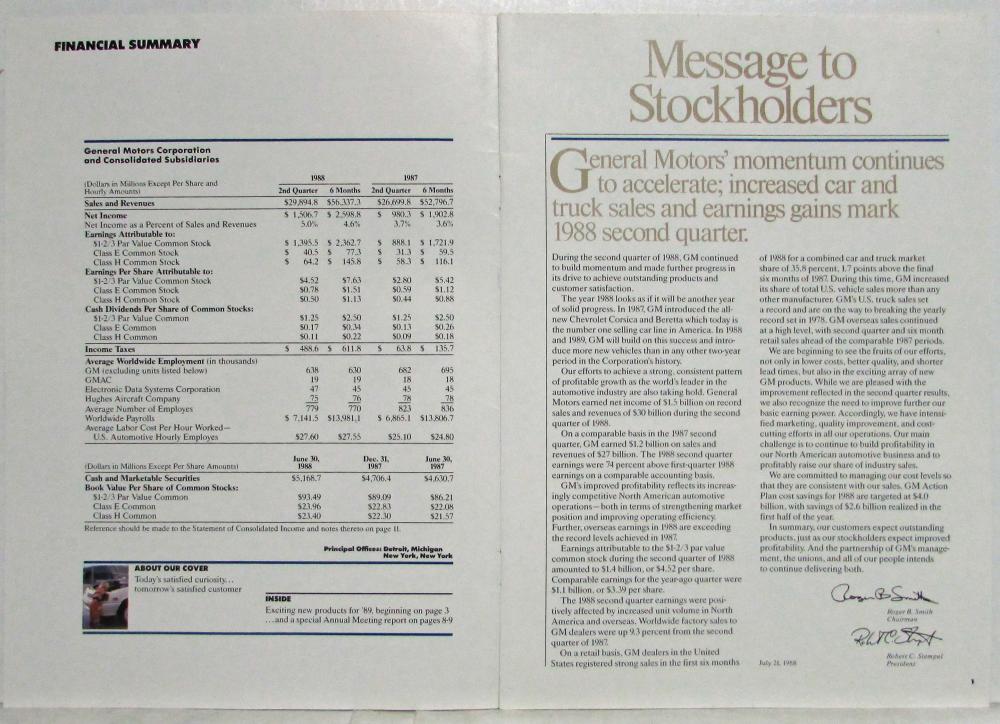 FINANCIAL SUMMARY
General Motors Corporation
and Consolidated Subsidiaries
1988 1987
(Dollars in Millions Except Per Share and
Hourly Amounts) 2nd Quarter 6 Months 2nd Quarter 6 Months
Sales and Revenues $29,894.8 $56,337.3 $26,699.8 $52,796.7
Net Income $ 1,506.7 $ 2,598.8 $ 980.3 $ 1,902.8
Net Income as a Percent of Sales and Revenues 5.0% 4.6% 3.7% 3.6%
Earnings Attributable to:
$1-2/3 Par Value Common Stock $ 1,395.5 $ 2,362.7 $ 888.1 $ 1,721.9
Class E Common Stock $ 40.5 $ 77.3 $ 31.3 $ 59.5
Class H Common Stock $ 64.2 $ 145.8 $ 58.3 $ 116.1
Earnings Per Share Attributable to:
$1-2/3 Par Value Common Stock $4.52 $7.63 $2.80 $5.42
Class E Common Stock $0.78 $1.51 $0.59 $1.12
Class H Common Stock $0.50 $1.13 $0.44 $0.88
Cash Dividends Per Share of Common Stocks:
$1-2/3 Par Value Common $1.25 $2.50 $1.25 $2.50
Class E Common $0.17 $0.34 $0.13 $0.26
Class H Common $0.11 $0.22 $0.09 $0.18
Income Taxes $ 488.6 $ 611.8 $ 63.8 $ 135.7
Average Worldwide Employment (in thousands)
GM (excluding units listed below) 638 630 682 695
GMAC 19 19 18 18
Electronic Data Systems Corporation 47 45 45 45
Hughes Aircraft Company 75 76 78 78
Average Number of Employes 779 770 823 836
Worldwide Payrolls $ 7,141.5 $13,981.1 $ 6,865.1 $13,806.7
Average Labor Cost Per Hour Worked—
U.S. Automotive Hourly Employes $27.60 $27.55 $25.10 $24.80
June 30, Dec. 31, June 30,
(Dollars in Millions Except Per Share Amounts) 1988 1987 1987
Cash and Marketable Securities $5,168.7 $4,706.4 $4,630.7
Book Value Per Share of Common Stocks:
$1-2/3 Par Value Common $93.49 $89.09 $86.21
Class E Common $23.96 $22.83 $22.08
Class H Common $23.40 $22.30 $21.57
Reference should be made to the Statement of Consolidated Income and notes thereto on page 11.
Principal Offices: Detroit, Michigan
New York, New York
ABOUT OUR COVER
Today's satisfied curiosity...
tomorrow's satisfied customer
INSIDE
Exciting new products for '89, beginning on page 3
...and a special Annual Meeting report on pages 8-9
Message to
Stockholders
General Motors' momentum continues
to accelerate; increased car and
truck sales and earnings gains mark
1988 second quarter.
During the second quarter of 1988, GM continued
to build momentum and made further progress in
its drive to achieve outstanding products and
customer satisfaction.
The year 1988 looks as if it will be another year
of solid progress. In 1987, GM introduced the all-
new Chevrolet Corsica and Beretta which today is
the number one selling car line in America. In 1988
and 1989, GM will build on this success and intro-
duce more new vehicles than in any other two-year
period in the Corporation's history.
Our efforts to achieve a strong, consistent pattern
of profitable growth as the world's leader in the
automotive industry are also taking hold. General
Motors earned net income of $1.5 billion on record
sales and revenues of $30 billion during the second
quarter of 1988.
On a comparable basis in the 1987 second
quarter, GM earned $1.2 billion on sales and
revenues of $27 billion. The 1988 second quarter
earnings were 74 percent above first-quarter 1988
earnings on a comparable accounting basis.
GM's improved profitability reflects its increas-
ingly competitive North American automotive
operations—both in terms of strengthening market
position and improving operating efficiency.
Further, overseas earnings in 1988 are exceeding
the record levels achieved in 1987.
Earnings attributable to the $1-2/3 par value
common stock during the second quarter of 1988
amounted to $1.4 billion, or $4.52 per share.
Comparable earnings for the year-ago quarter were
$1.1 billion, or $3.39 per share.
The 1988 second quarter earnings were posi-
tively affected by increased unit volume in North
America and overseas. Worldwide factory sales to
GM dealers were up 9.3 percent from the second
quarter of 1987.
On a retail basis, GM dealers in the United
States registered strong sales in the first six months
of 1988 for a combined car and truck market
share of 35.8 percent, 1.7 points above the final
six months of 1987. During this time, GM increased
its share of total U.S. vehicle sales more than any
other manufacturer. GM's U.S. truck sales set
a record and are on the way to breaking the yearly
record set in 1978. GM overseas sales continued
at a high level, with second quarter and six month
retail sales ahead of the comparable 1987 periods.
We are beginning to see the fruits of our efforts,
not only in lower costs, better quality, and shorter
lead times, but also in the exciting array of new
GM products. While we are pleased with the
improvement reflected in the second quarter results,
we also recognize the need to improve further our
basic earning power. Accordingly, we have intensi-
fied marketing, quality improvement, and cost-
cutting efforts in all our operations. Our main
challenge is to continue to build profitability in
our North American automotive business and to
profitably raise our share of industry sales.
We are committed to managing our cost levels so
that they are consistent with our sales. GM Action
Plan cost savings for 1988 are targeted at $4.0
billion, with savings of $2.6 billion realized in the
first half of the year.
In summary, our customers expect outstanding
products, just as our stockholders expect improved
profitability. And the partnership of GM's manage-
ment, the unions, and all of our people intends
to continue delivering both.
Roger B. Smith
Roger B. Smith
Chairman
Robert C. Stempel
President
July 21, 1988
1